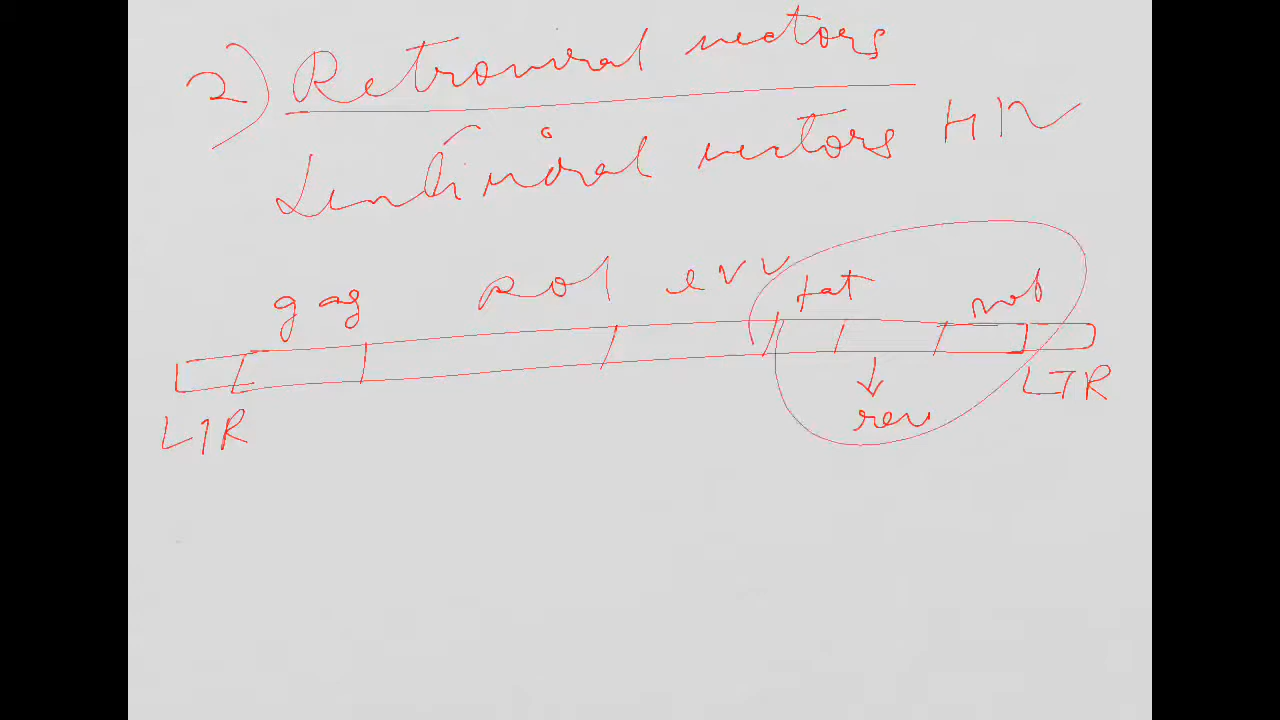 2) Retroviral vectors
Lentiviral vectors HIV
gag pol env tat nef
LTR rev LTR